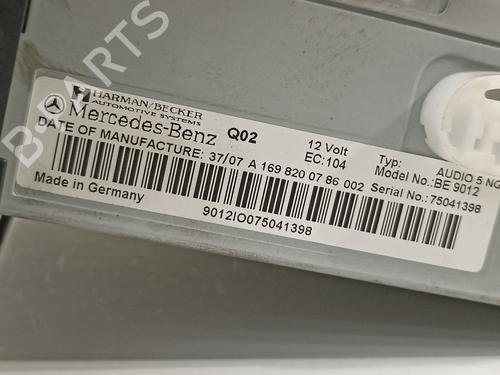 B-PARTS
HARMAN/BECKER
AUTOMOTIVE SYSTEMS
Mercedes-Benz Q02 12 Volt Typ: AUDIO 5 NG
EC:104 Model No.: BE 9012
DATE OF MANUFACTURE: 37/07 A 169 820 07 86 002 Serial No.: 75041398
Made in Germany
9012IO075041398